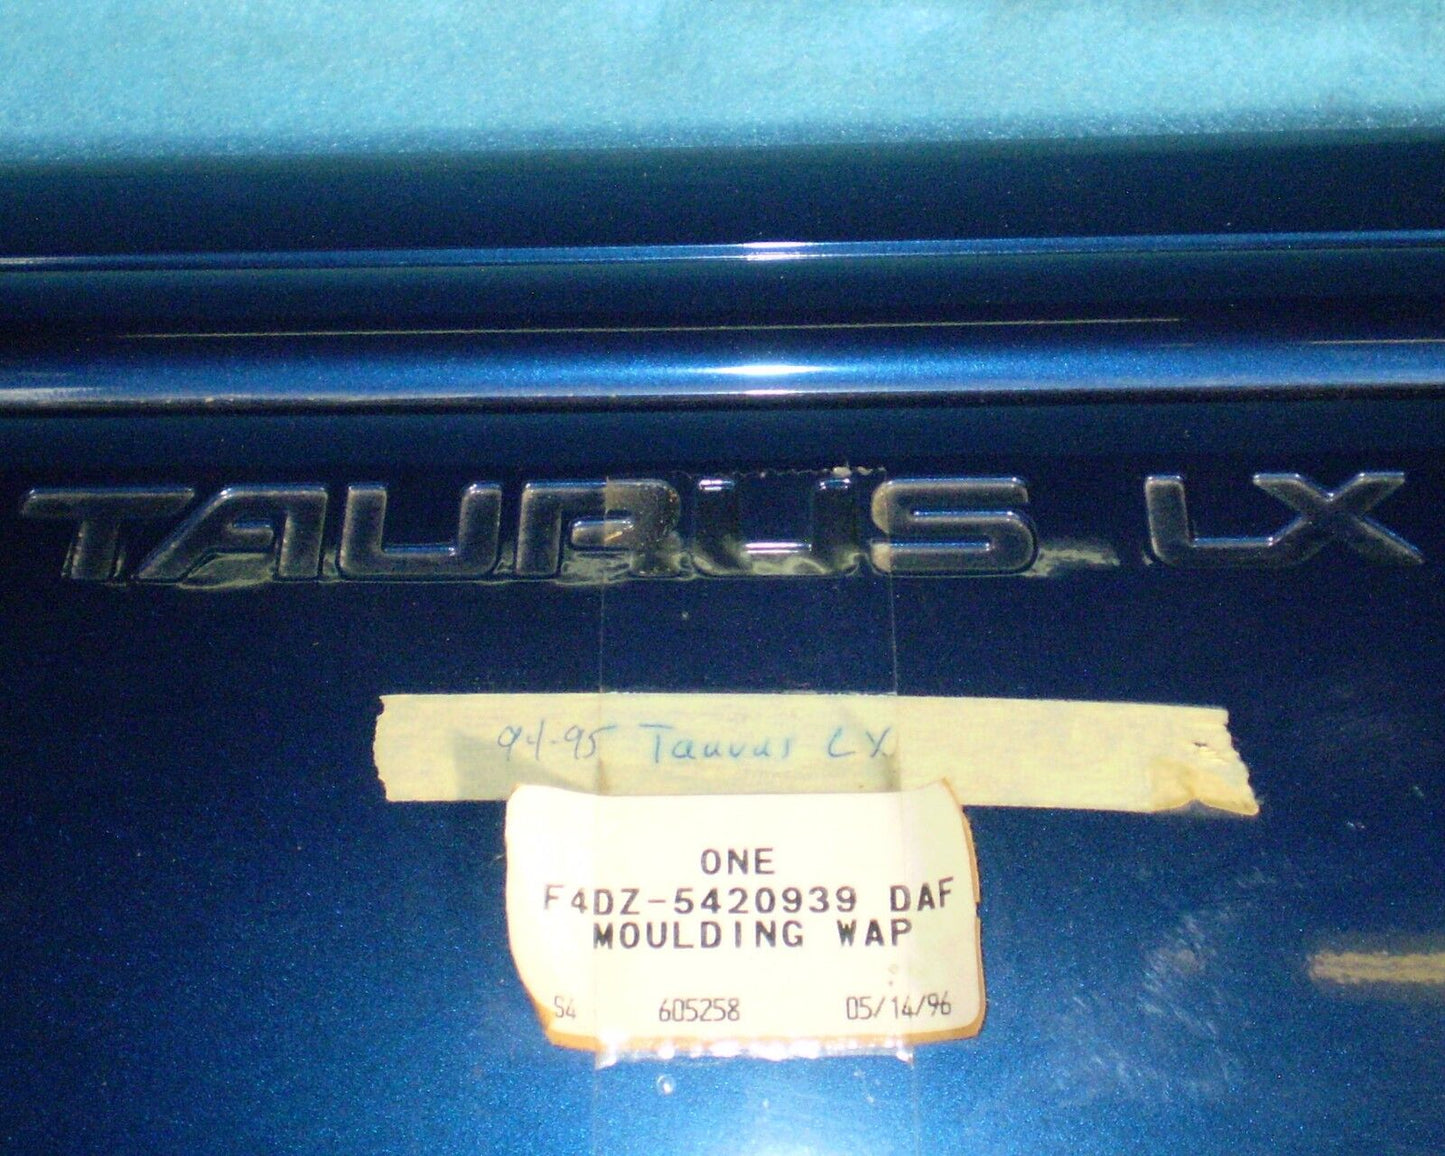 TAURUS LX
94-95 Taurus LX
ONE
F4DZ-5420939 DAF
MOULDING WAP
S4 605258 05/14/96